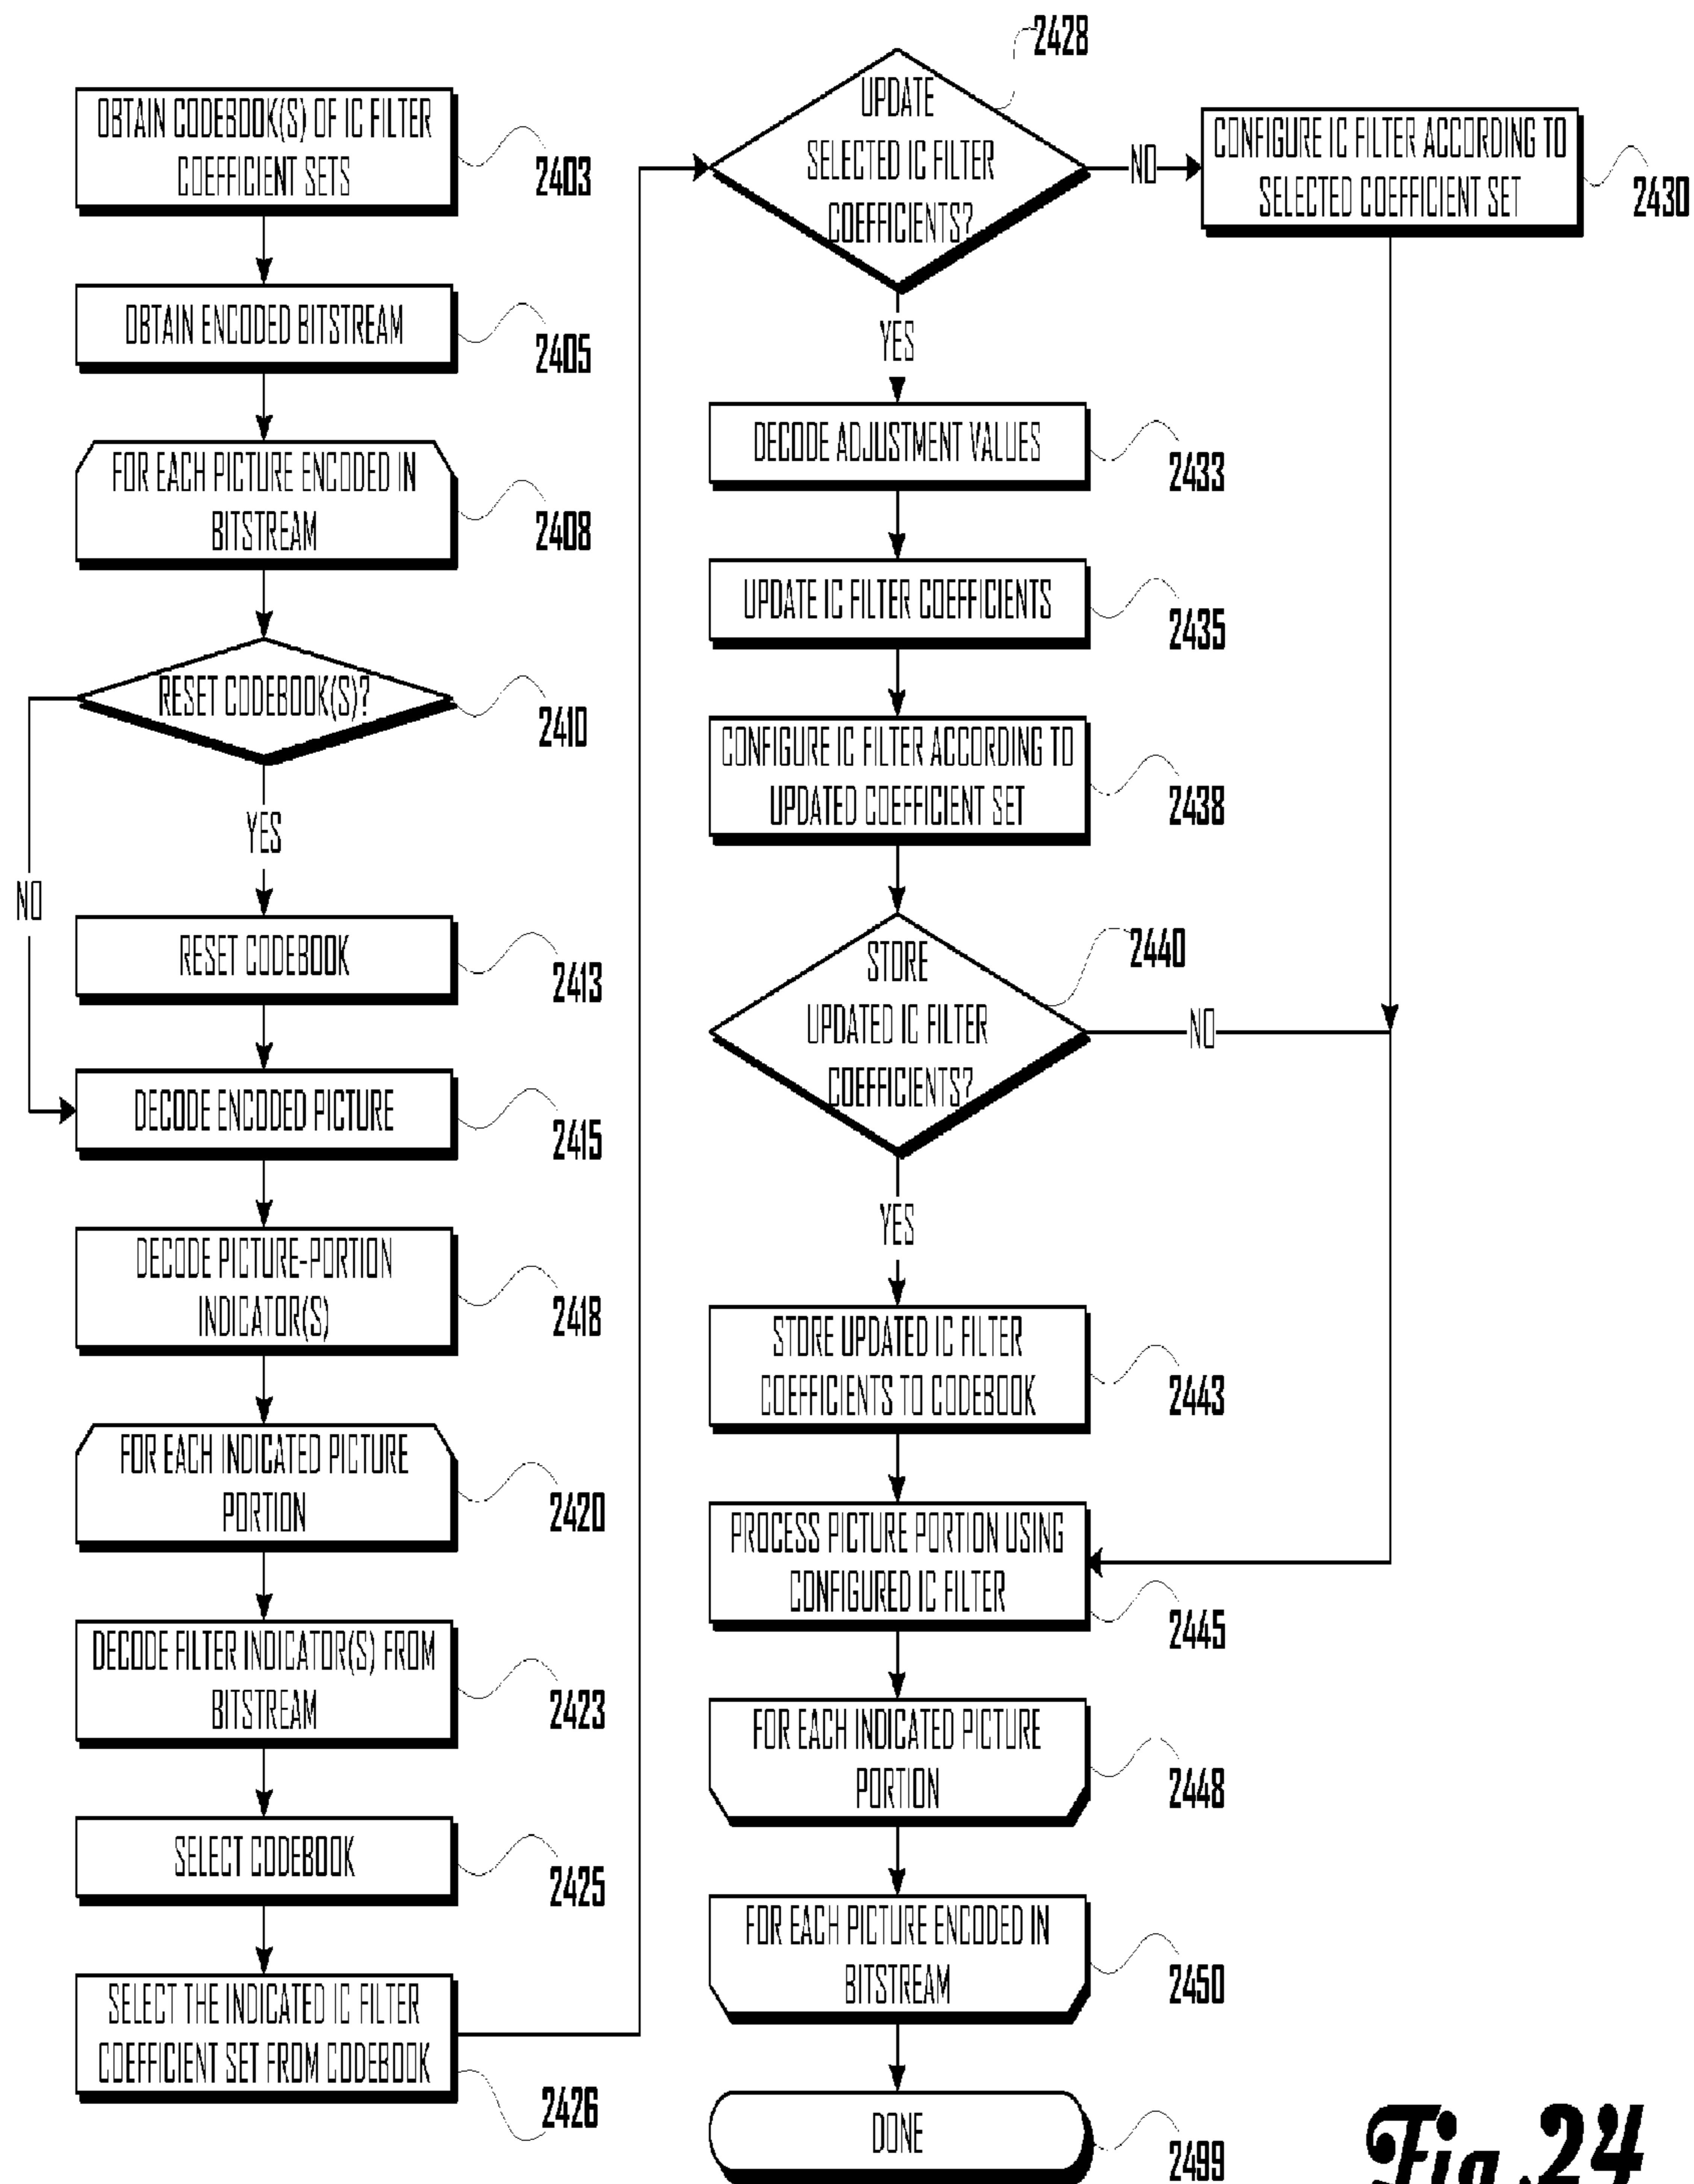 OBTAIN CODEBOOK(S) OF IC FILTER
COEFFICIENT SETS
2403
OBTAIN ENCODED BITSTREAM
2405
FOR EACH PICTURE ENCODED IN
BITSTREAM
2408
RESET CODEBOOK(S)?
2410
YES
NO
RESET CODEBOOK
2413
DECODE ENCODED PICTURE
2415
DECODE PICTURE-PORTION
INDICATOR(S)
2418
FOR EACH INDICATED PICTURE
PORTION
2420
DECODE FILTER INDICATOR(S) FROM
BITSTREAM
2423
SELECT CODEBOOK
2425
SELECT THE INDICATED IC FILTER
COEFFICIENT SET FROM CODEBOOK
2426
2428
UPDATE
SELECTED IC FILTER
COEFFICIENTS?
NO
CONFIGURE IC FILTER ACCORDING TO
SELECTED COEFFICIENT SET
2430
YES
DECODE ADJUSTMENT VALUES
2433
UPDATE IC FILTER COEFFICIENTS
2435
CONFIGURE IC FILTER ACCORDING TO
UPDATED COEFFICIENT SET
2438
2440
STORE
UPDATED IC FILTER
COEFFICIENTS?
NO
YES
STORE UPDATED IC FILTER
COEFFICIENTS TO CODEBOOK
2443
PROCESS PICTURE PORTION USING
CONFIGURED IC FILTER
2445
FOR EACH INDICATED PICTURE
PORTION
2448
FOR EACH PICTURE ENCODED IN
BITSTREAM
2450
DONE
2499
Fig.24